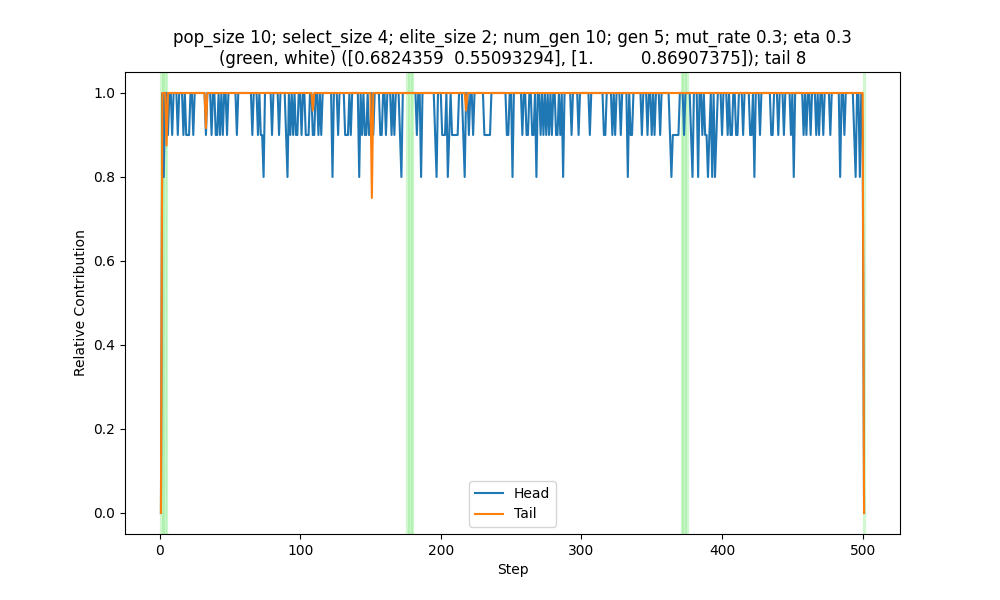 pop_size 10; select_size 4; elite_size 2; num_gen 10; gen 5; mut_rate 0.3; eta 0.3
(green, white) ([0.6824359  0.55093294], [1.         0.86907375]); tail 8
1.0
0.8
0.6
0.4
0.2
0.0
Relative Contribution
Head
Tail
0 100 200 300 400 500
Step